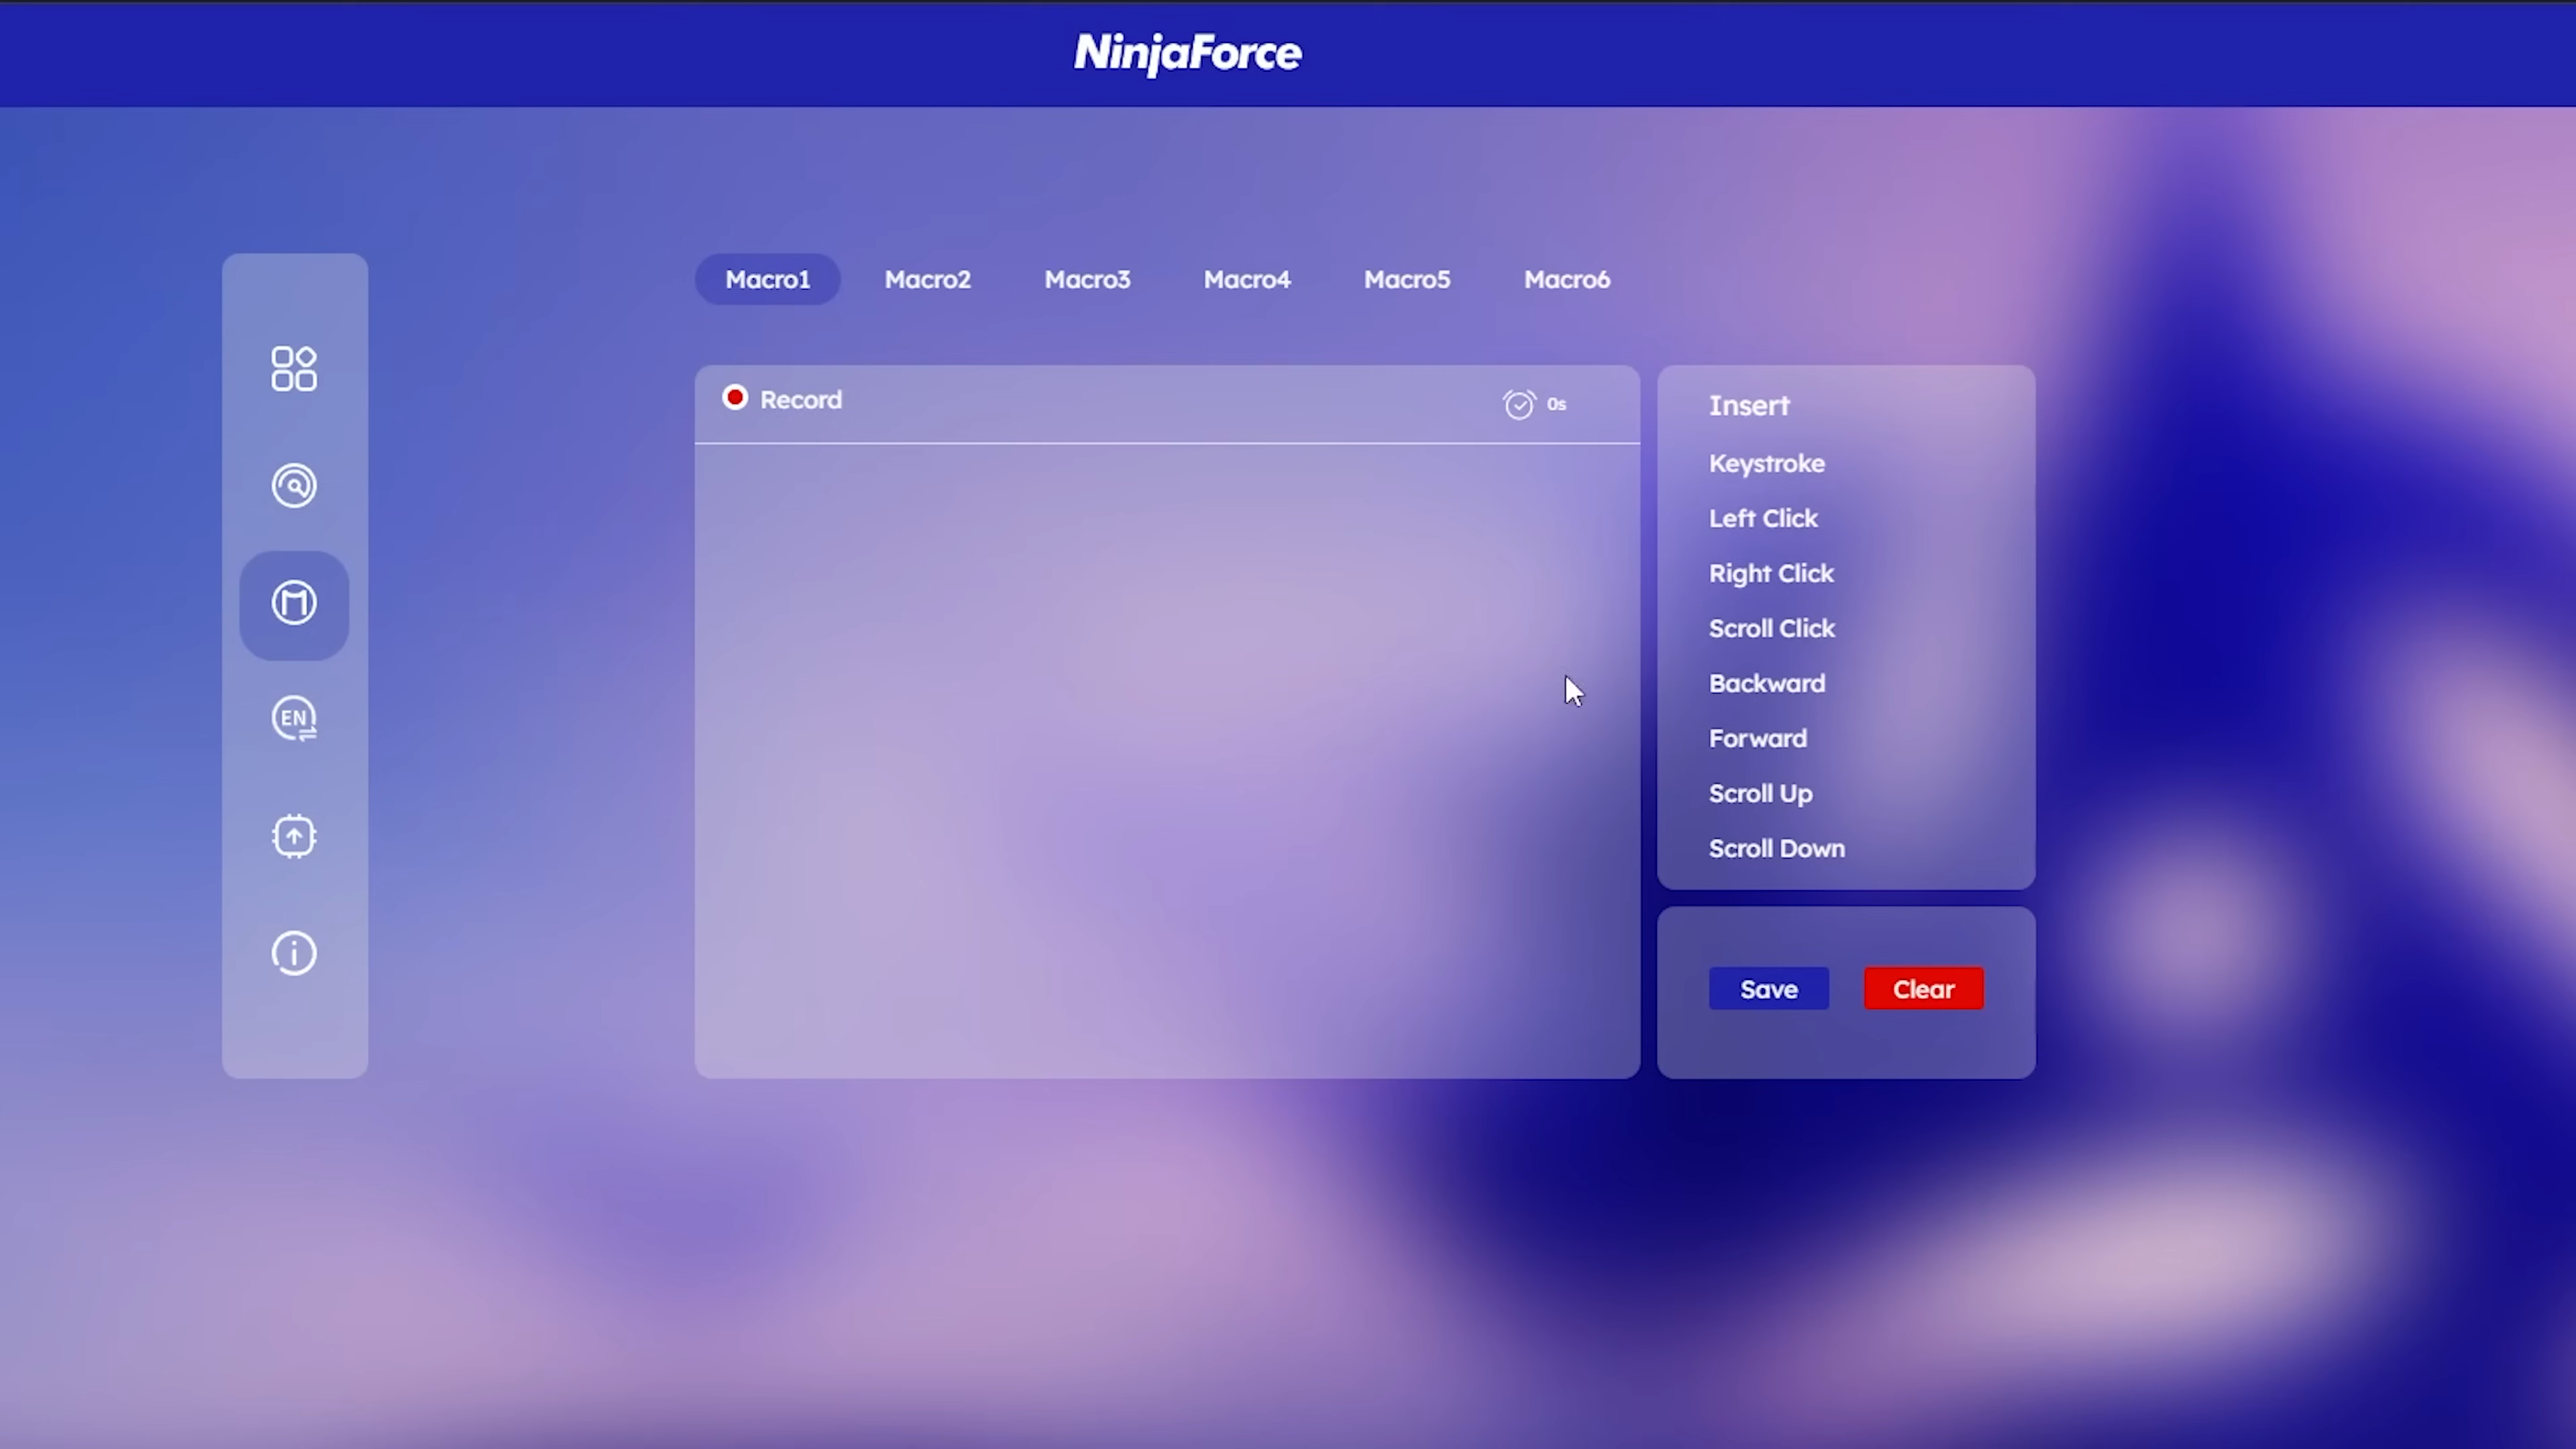 NinjaForce
Macro1 Macro2 Macro3 Macro4 Macro5 Macro6
Record 0s
Insert
Keystroke
Left Click
Right Click
Scroll Click
EN
Backward
Forward
Scroll Up
Scroll Down
Save Clear